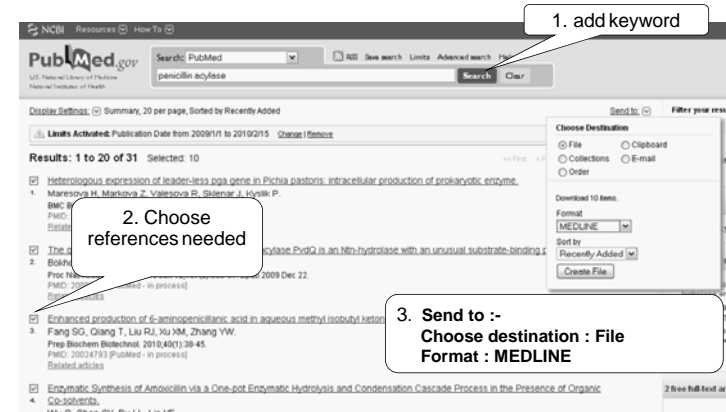 NCBI Resources How To
1. add keyword
PubMed.gov
U.S. National Library of Medicine
National Institutes of Health
Search: PubMed
RSS Save search Limits Advanced search Help
penicillin acylase
Search Clear
Display Settings: Summary, 20 per page, Sorted by Recently Added
Send to:
Filter your resu
Limits Activated: Publication Date from 2009/1/1 to 2010/2/15 Change | Remove
Results: 1 to 20 of 31 Selected: 10
<< First < P
Choose Destination
File Clipboard
Collections E-mail
Order
Download 10 items.
Format
MEDLINE
Sort by
Recently Added
Create File
Heterologous expression of leader-less pga gene in Pichia pastoris: intracellular production of prokaryotic enzyme.
1. Maresova H, Markova Z, Valesova R, Sklenar J, Kyslik P.
BMC B
PMID:
Relate
2. Choose
references needed
The q
cylase PvdQ is an Ntn-hydrolase with an unusual substrate-binding p
2. Bokho
Proc Na
2009 Dec 22.
PMID: 200
Med - in process]
Related articles
Enhanced production of 6-aminopenicillanic acid in aqueous methyl isobutyl keton
3. Fang SG, Qiang T, Liu RJ, Xu XM, Zhang YW.
Prep Biochem Biotechnol. 2010;40(1):38-45.
PMID: 20024793 [PubMed - in process]
Related articles
3. Send to :-
Choose destination : File
Format : MEDLINE
Enzymatic Synthesis of Amoxicillin via a One-pot Enzymatic Hydrolysis and Condensation Cascade Process in the Presence of Organic
4. Co-solvents.
2 free full-text ar